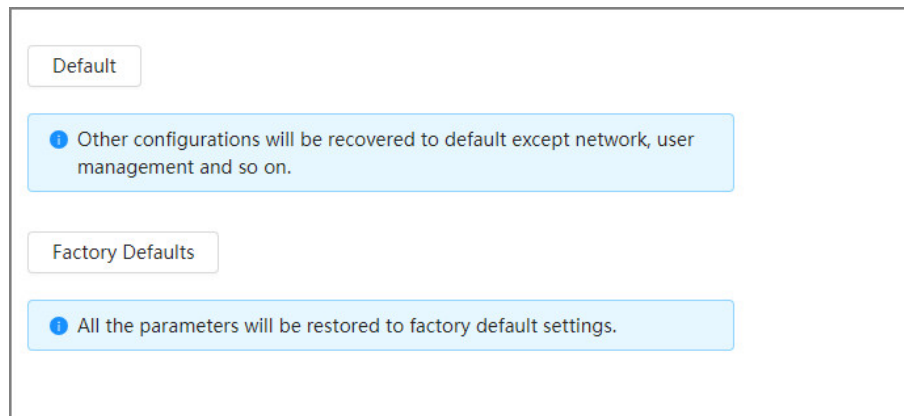 Default
Other configurations will be recovered to default except network, user
management and so on.
Factory Defaults
All the parameters will be restored to factory default settings.